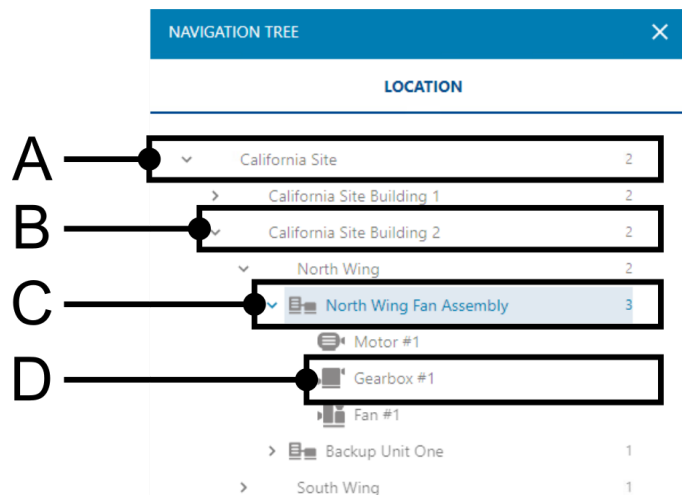 NAVIGATION TREE
LOCATION
A California Site 2
California Site Building 1 2
B California Site Building 2 2
North Wing 2
C North Wing Fan Assembly 3
Motor #1
D Gearbox #1
Fan #1
Backup Unit One 1
South Wing 1